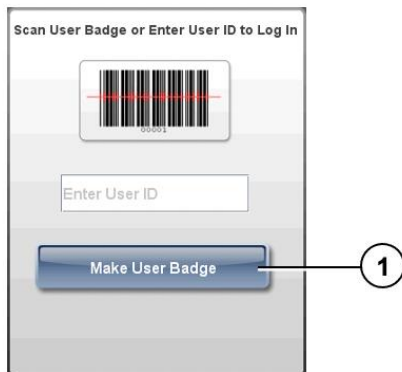 Scan User Badge or Enter User ID to Log In
00001
Enter User ID
Make User Badge
1